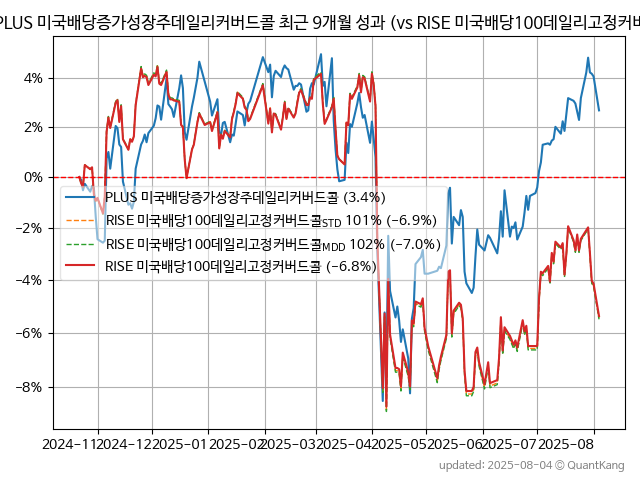 PLUS 미국배당증가성장주데일리커버드콜 최근 9개월 성과 (vs RISE 미국배당100데일리고정커버
4%
2%
0%
−2%
−4%
−6%
−8%
PLUS 미국배당증가성장주데일리커버드콜 (3.4%)
RISE 미국배당100데일리고정커버드콜STD 101% (−6.9%)
RISE 미국배당100데일리고정커버드콜MDD 102% (−7.0%)
RISE 미국배당100데일리고정커버드콜 (−6.8%)
2024-11 2024-12 2025-01 2025-02 2025-03 2025-04 2025-05 2025-06 2025-07 2025-08
updated: 2025-08-04 © QuantKang